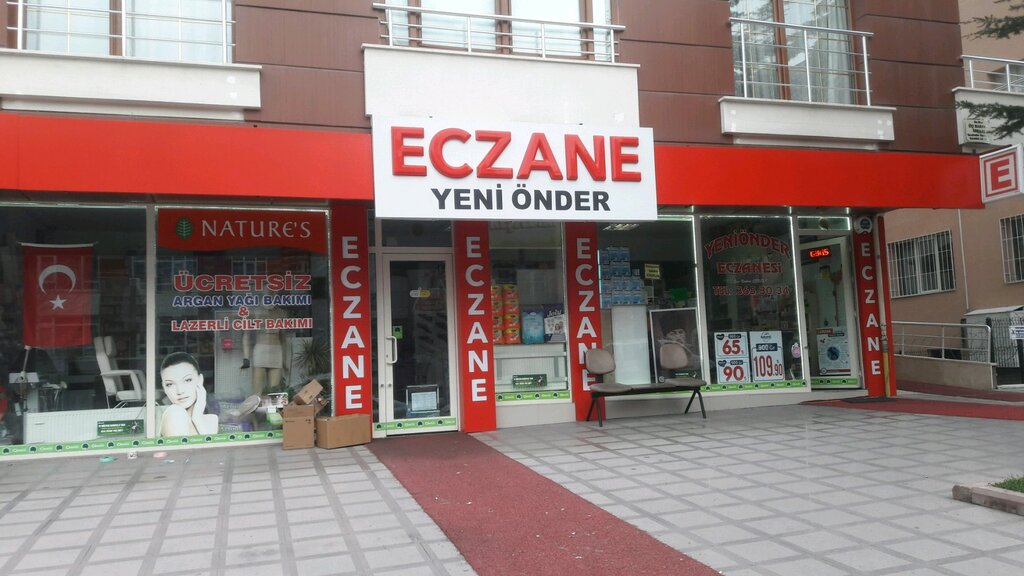 ECZANE
YENİ ÖNDER
E
NATURE'S
ÜCRETSİZ
ARGAN YAĞI BAKIMI
&
LAZERLİ CİLT BAKIMI
ECZANE
ECZANE
ECZANE
YENİÖNDER
ECZANESİ
65
90
109.90
ECZANE